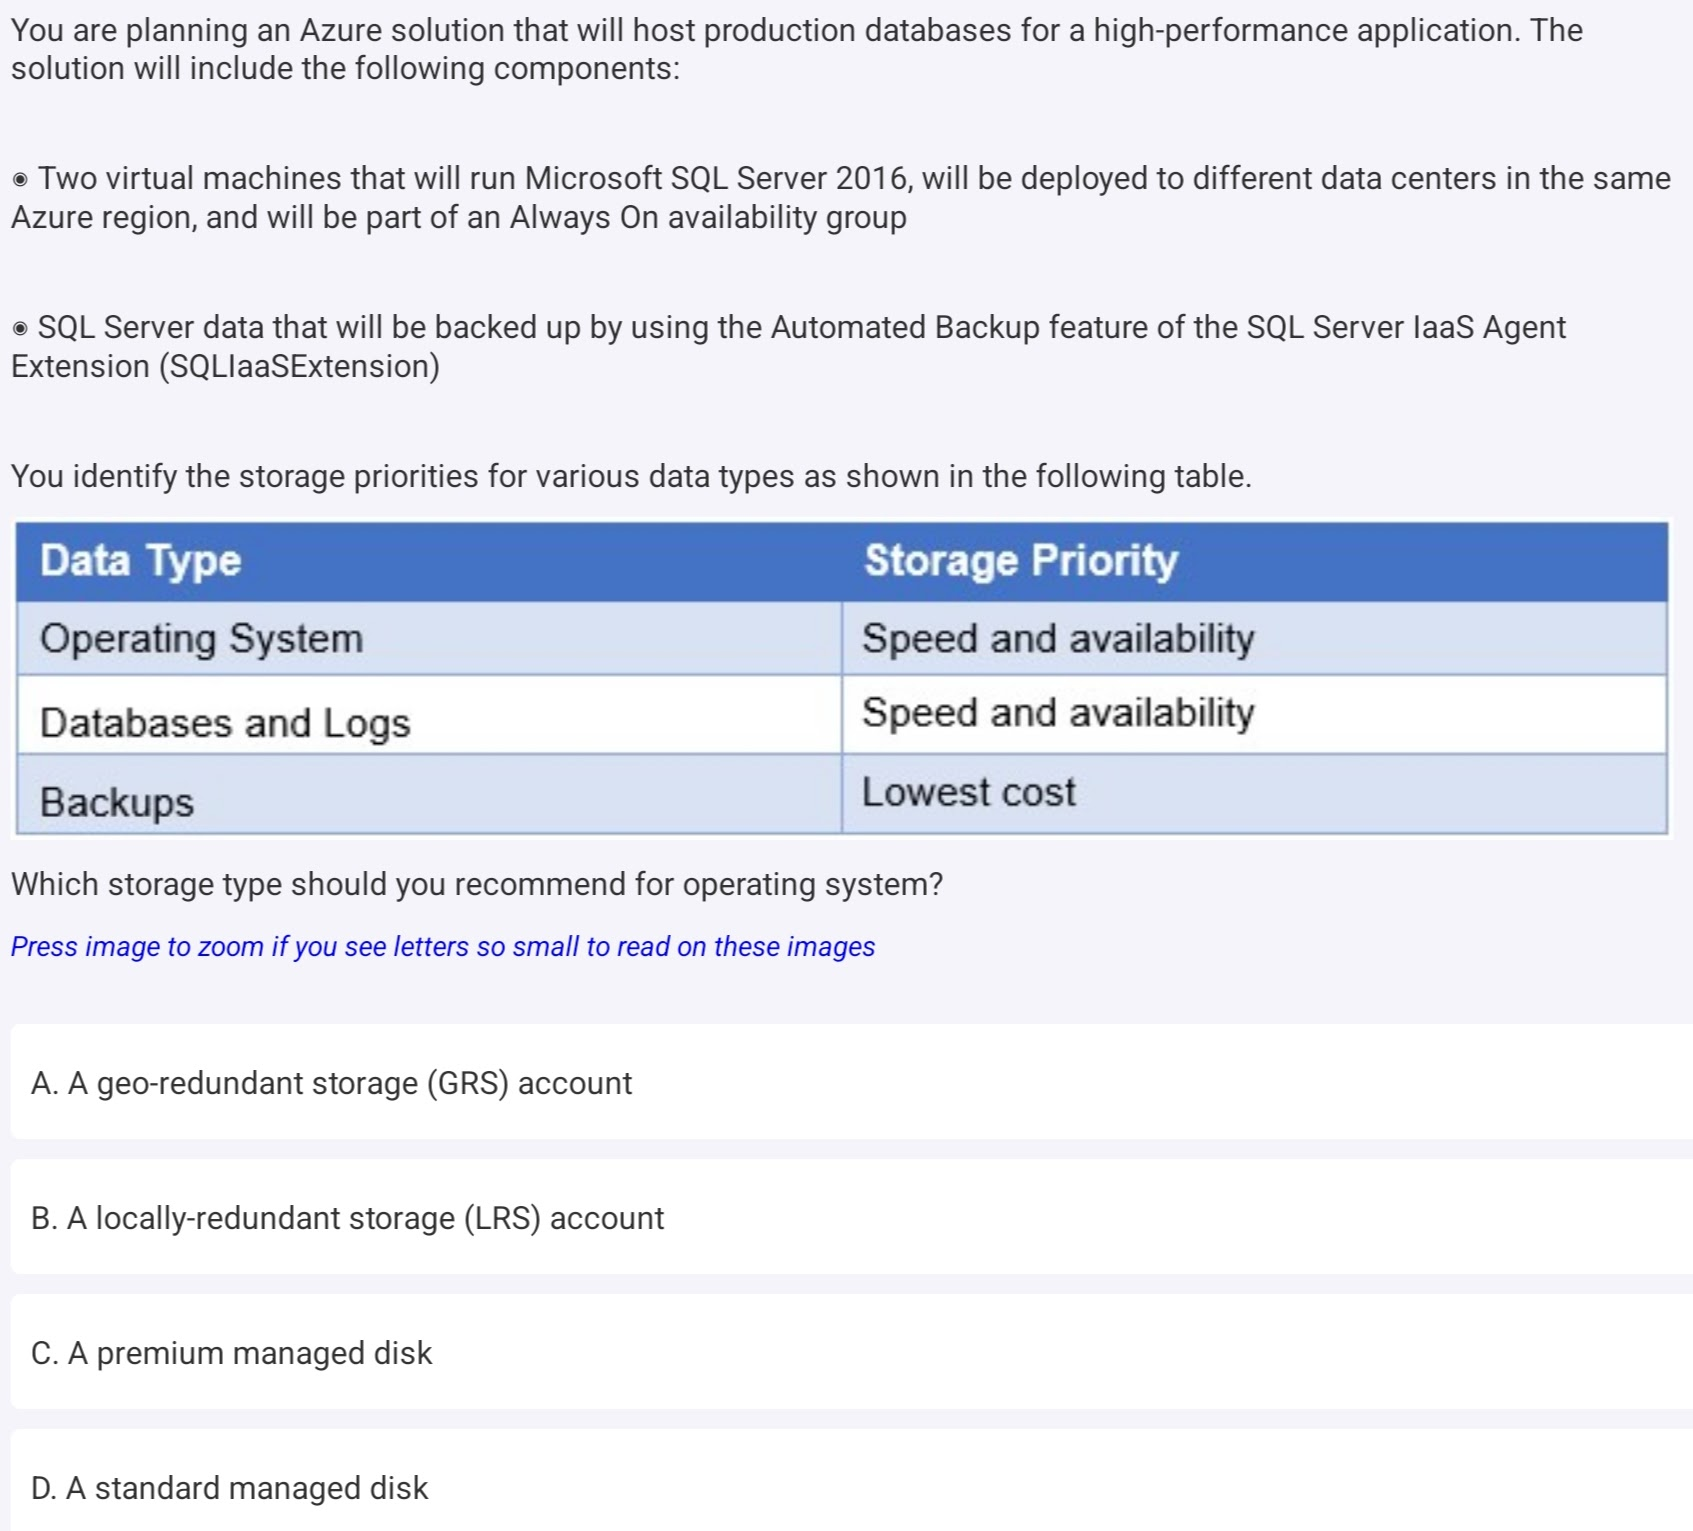 You are planning an Azure solution that will host production databases for a high-performance application. The
solution will include the following components:
◉ Two virtual machines that will run Microsoft SQL Server 2016, will be deployed to different data centers in the same
Azure region, and will be part of an Always On availability group
◉ SQL Server data that will be backed up by using the Automated Backup feature of the SQL Server IaaS Agent
Extension (SQLIaaSExtension)
You identify the storage priorities for various data types as shown in the following table.
Data Type Storage Priority
Operating System Speed and availability
Databases and Logs Speed and availability
Backups Lowest cost
Which storage type should you recommend for operating system?
Press image to zoom if you see letters so small to read on these images
A. A geo-redundant storage (GRS) account
B. A locally-redundant storage (LRS) account
C. A premium managed disk
D. A standard managed disk